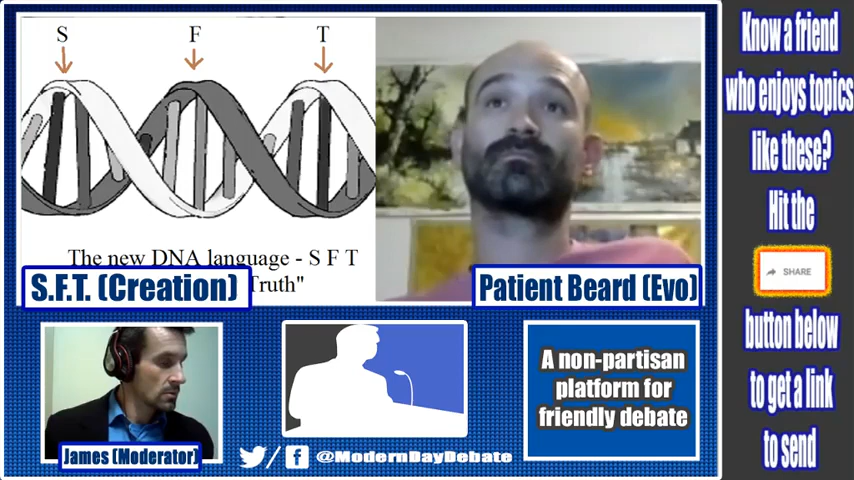 S F T
The new DNA language - S F T
Truth"
S.F.T. (Creation)
Patient Beard (Evo)
James (Moderator)
/ @ModernDayDebate
A non-partisan
platform for
friendly debate
Know a friend
who enjoys topics
like these?
Hit the
SHARE
button below
to get a link
to send